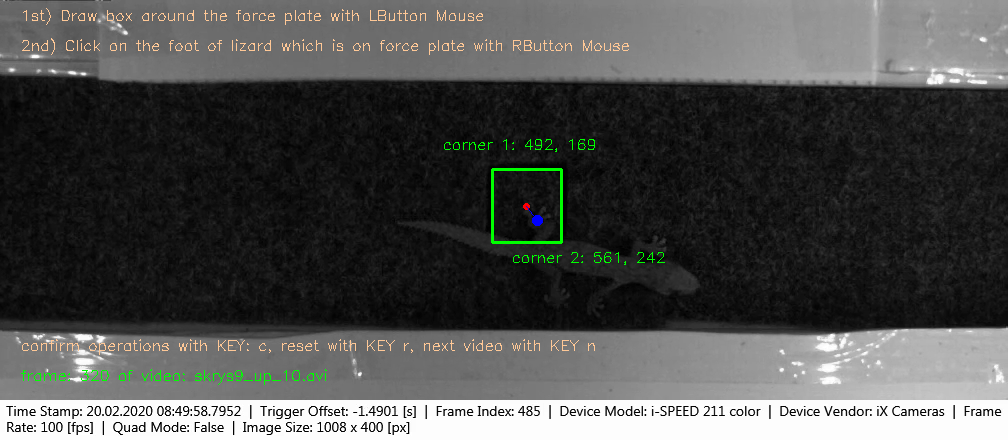 1st) Draw box around the force plate with LButton Mouse
2nd) Click on the foot of lizard which is on force plate with RButton Mouse
corner 1: 492, 169
corner 2: 561, 242
confirm operations with KEY: c, reset with KEY r, next video with KEY n
frame: 320 of video: skrys9_up_10.avi
Time Stamp: 20.02.2020 08:49:58.7952 | Trigger Offset: -1.4901 [s] | Frame Index: 485 | Device Model: i-SPEED 211 color | Device Vendor: iX Cameras | Frame
Rate: 100 [fps] | Quad Mode: False | Image Size: 1008 x 400 [px]